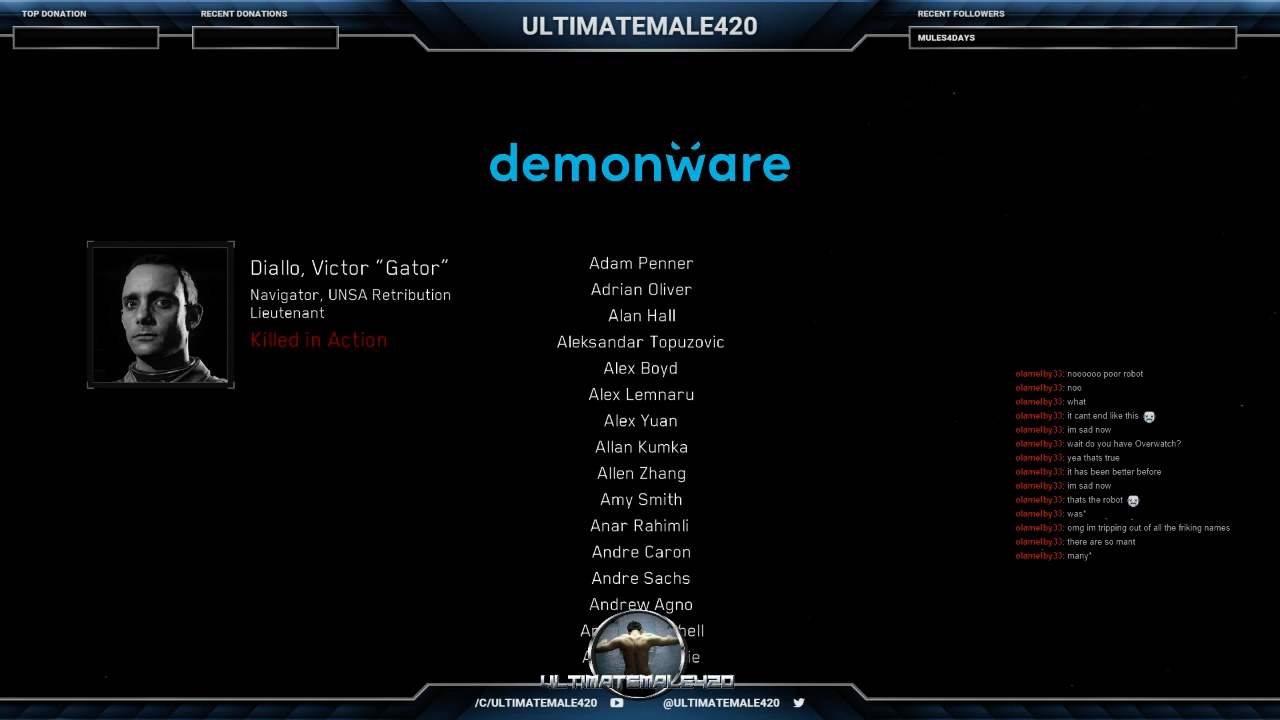 TOP DONATION
RECENT DONATIONS
ULTIMATEMALE420
RECENT FOLLOWERS
MULES4DAYS
demonware
Diallo, Victor "Gator"
Navigator, UNSA Retribution
Lieutenant
Killed in Action
Adam Penner
Adrian Oliver
Alan Hall
Aleksandar Topuzovic
Alex Boyd
Alex Lemnaru
Alex Yuan
Allan Kumka
Allen Zhang
Amy Smith
Anar Rahimli
Andre Caron
Andre Sachs
Andrew Agno
olamelby33: noooooo poor robot
olamelby33: noo
olamelby33: what
olamelby33: it cant end like this
olamelby33: im sad now
olamelby33: wait do you have Overwatch?
olamelby33: yea thats true
olamelby33: it has been better before
olamelby33: im sad now
olamelby33: thats the robot
olamelby33: was*
olamelby33: omg im tripping out of all the friking names
olamelby33: there are so mant
olamelby33: many*
ULTIMATEMALE420
/C/ULTIMATEMALE420
@ULTIMATEMALE420